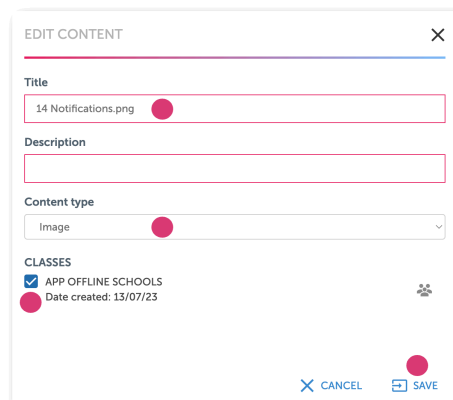 EDIT CONTENT
Title
14 Notifications.png
Description
Content type
Image
CLASSES
APP OFFLINE SCHOOLS
Date created: 13/07/23
CANCEL SAVE